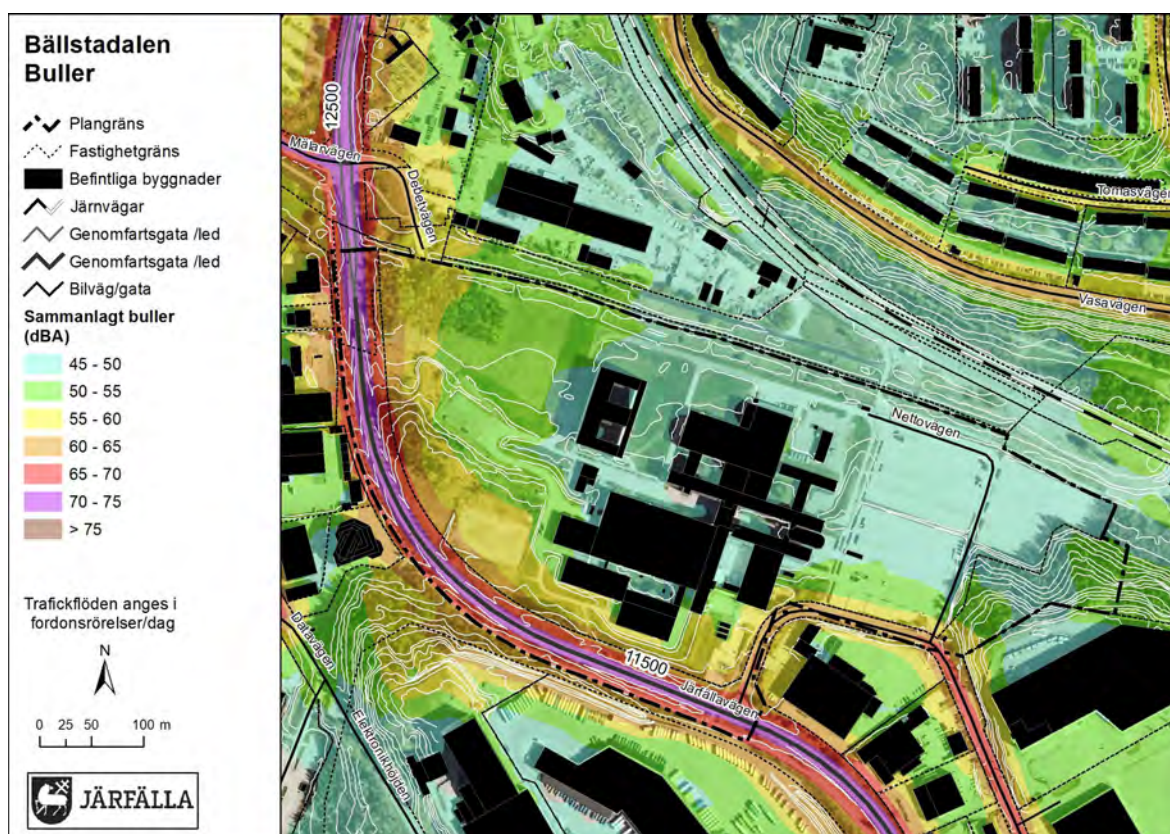 Bällstadalen
Buller
Plangräns
Fastighetgräns
Befintliga byggnader
Järnvägar
Genomfartsgata /led
Genomfartsgata /led
Bilväg/gata
Sammanlagt buller
(dBA)
45 - 50
50 - 55
55 - 60
60 - 65
65 - 70
70 - 75
> 75
Trafickflöden anges i
fordonsrörelser/dag
N
0 25 50 100 m
JÄRFÄLLA
12500
Mälarvägen
Debetvägen
Tomasvägen
Vasavägen
Nettovägen
11500
Järfällavägen
Datavägen
Elektronikhöjden